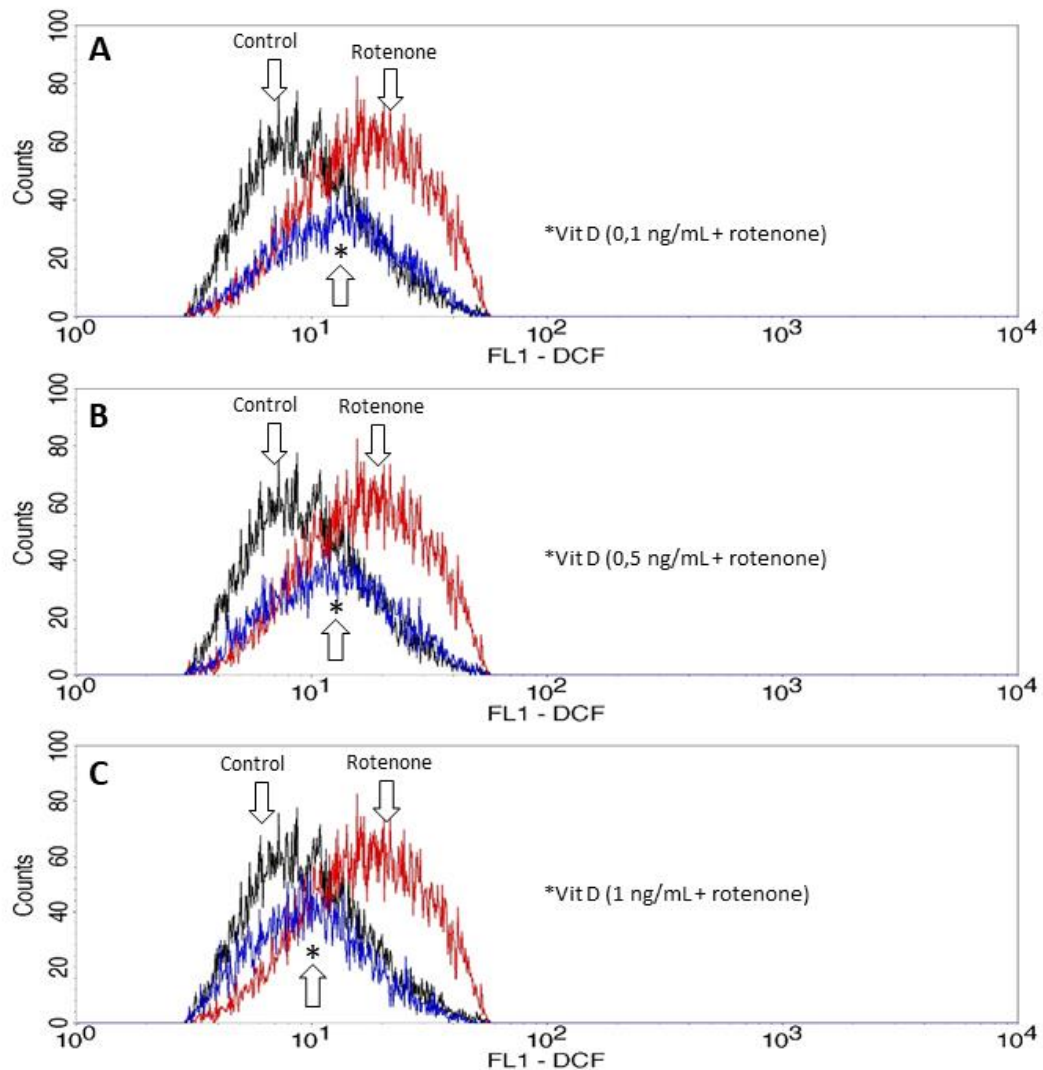 A
Control
Rotenone
100
80
60
40
20
0
Counts
*
*Vit D (0,1 ng/mL+ rotenone)
10⁰ 10¹ 10² 10³ 10⁴
FL1 - DCF
B
Control
Rotenone
100
80
60
40
20
0
Counts
*
*Vit D (0,5 ng/mL+ rotenone)
10⁰ 10¹ 10² 10³ 10⁴
FL1 - DCF
C
Control
Rotenone
100
80
60
40
20
0
Counts
*
*Vit D (1 ng/mL+ rotenone)
10⁰ 10¹ 10² 10³ 10⁴
FL1 - DCF